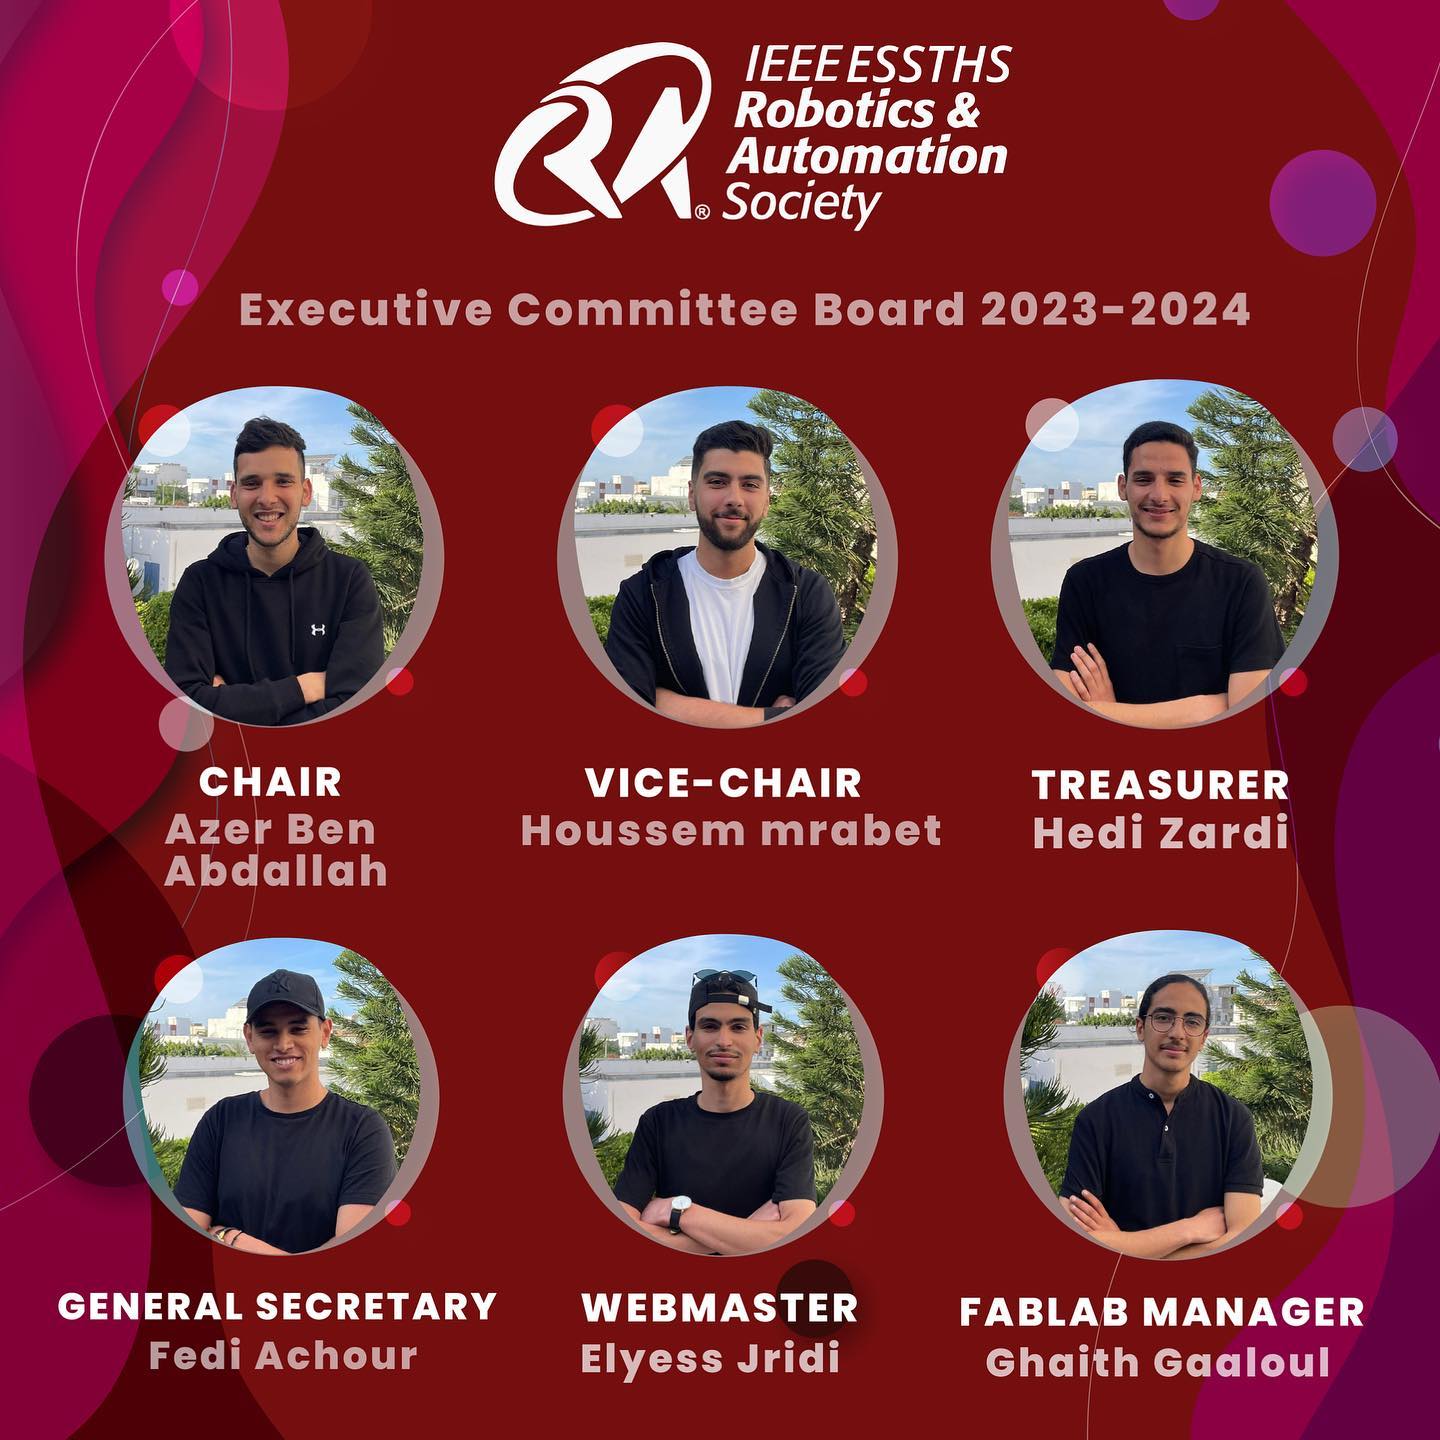 IEEE ESSTHS
Robotics &
Automation
RA® Society
Executive Committee Board 2023-2024
CHAIR
Azer Ben
Abdallah
VICE-CHAIR
Houssem mrabet
TREASURER
Hedi Zardi
GENERAL SECRETARY
Fedi Achour
WEBMASTER
Elyess Jridi
FABLAB MANAGER
Ghaith Gaaloul